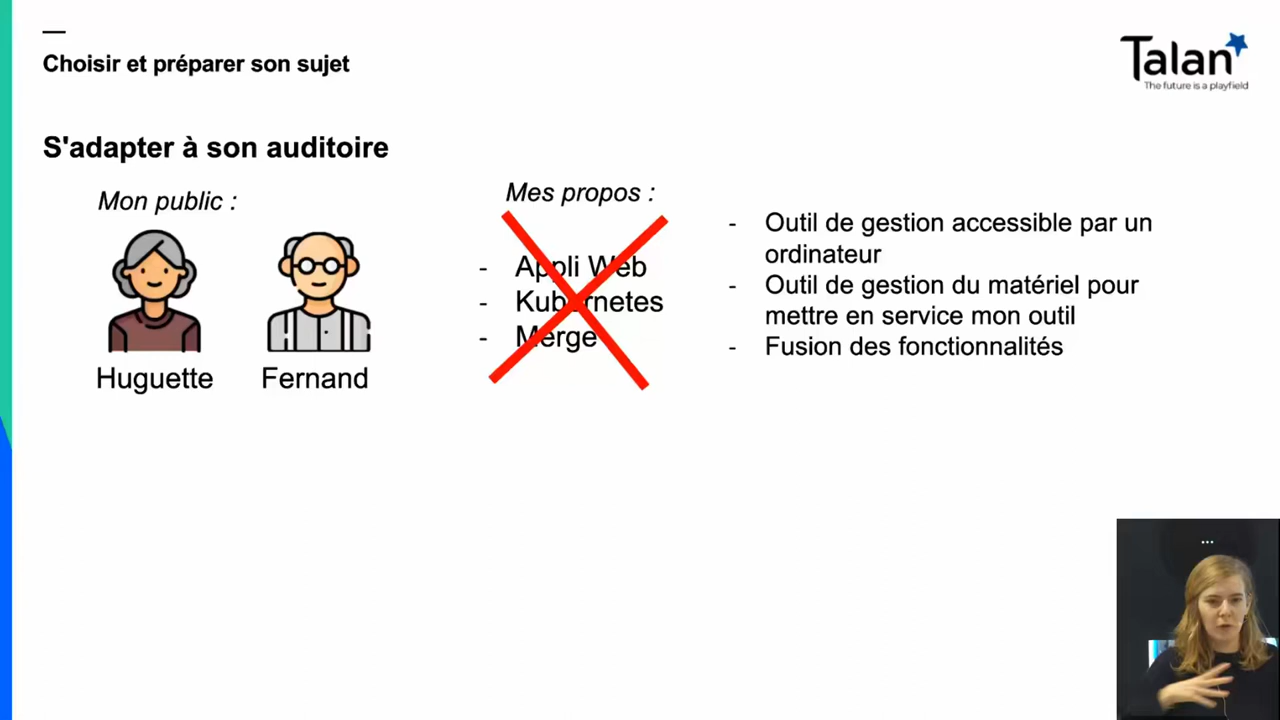 Choisir et préparer son sujet
Talan
The future is a playfield
S'adapter à son auditoire
Mon public :
Huguette
Fernand
Mes propos :
- Appli Web
- Kubernetes
- Merge
- Outil de gestion accessible par un
ordinateur
- Outil de gestion du matériel pour
mettre en service mon outil
- Fusion des fonctionnalités